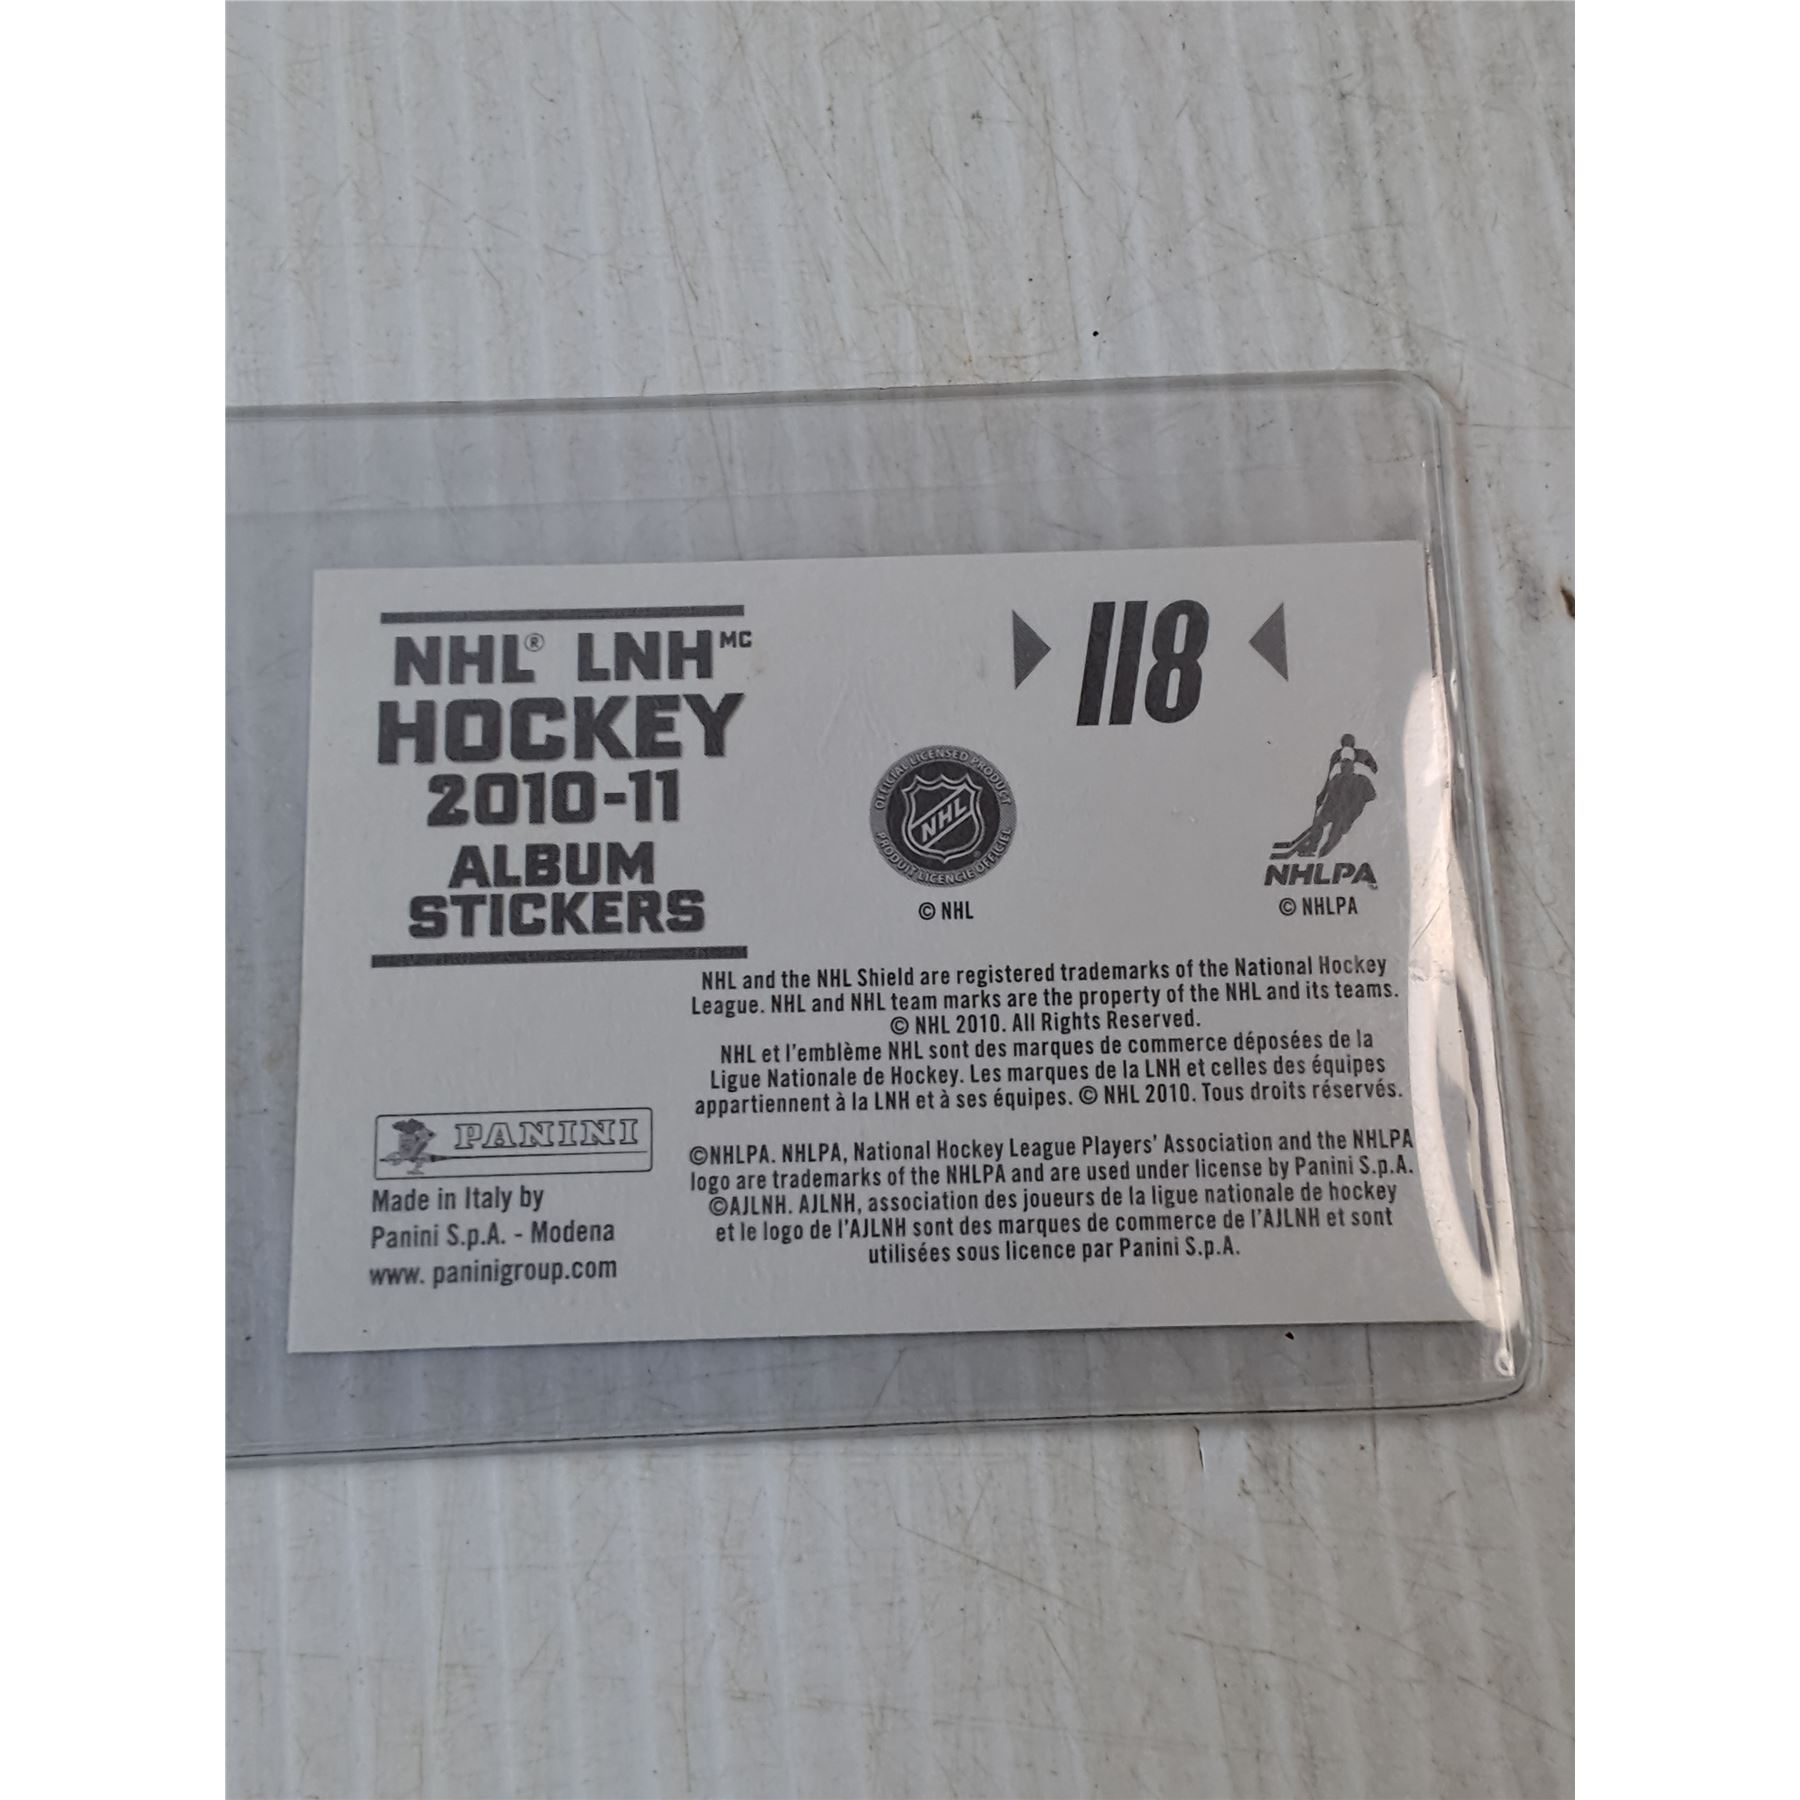 NHL® LNH MC
HOCKEY
2010-11
ALBUM
STICKERS
118
OFFICIAL LICENSED PRODUCT
NHL
PRODUIT LICENCIE OFFICIEL
© NHL
NHLPA
© NHLPA
NHL and the NHL Shield are registered trademarks of the National Hockey
League. NHL and NHL team marks are the property of the NHL and its teams.
© NHL 2010. All Rights Reserved.
NHL et l'emblème NHL sont des marques de commerce déposées de la
Ligue Nationale de Hockey. Les marques de la LNH et celles des équipes
appartiennent à la LNH et à ses équipes. © NHL 2010. Tous droits réservés.
©NHLPA. NHLPA, National Hockey League Players' Association and the NHLPA
logo are trademarks of the NHLPA and are used under license by Panini S.p.A.
©AJLNH. AJLNH, association des joueurs de la ligue nationale de hockey
et le logo de l'AJLNH sont des marques de commerce de l'AJLNH et sont
utilisées sous licence par Panini S.p.A.
PANINI
Made in Italy by
Panini S.p.A. - Modena
www. paninigroup.com